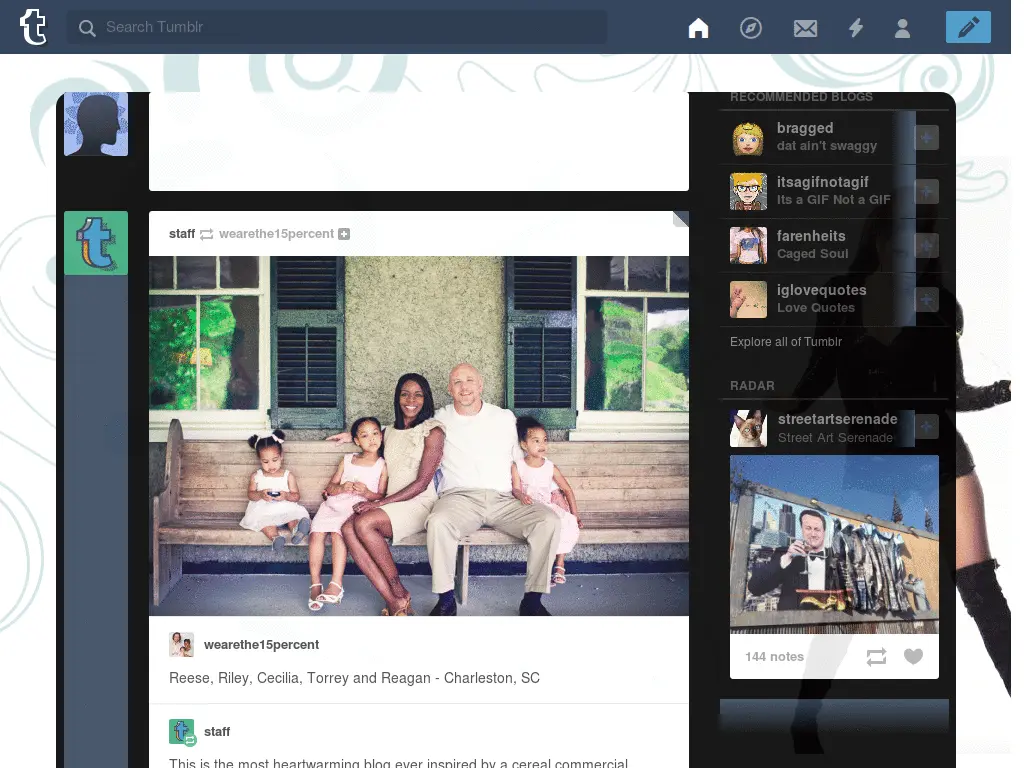 Search Tumblr
RECOMMENDED BLOGS
bragged
dat ain't swaggy
itsagifnotagif
Its a GIF Not a GIF
farenheits
Caged Soul
iglovequotes
Love Quotes
Explore all of Tumblr
RADAR
streetartserenade
Street Art Serenade
144 notes
staff wearethe15percent
wearethe15percent
Reese, Riley, Cecilia, Torrey and Reagan - Charleston, SC
staff
This is the most heartwarming blog ever inspired by a cereal commercial.